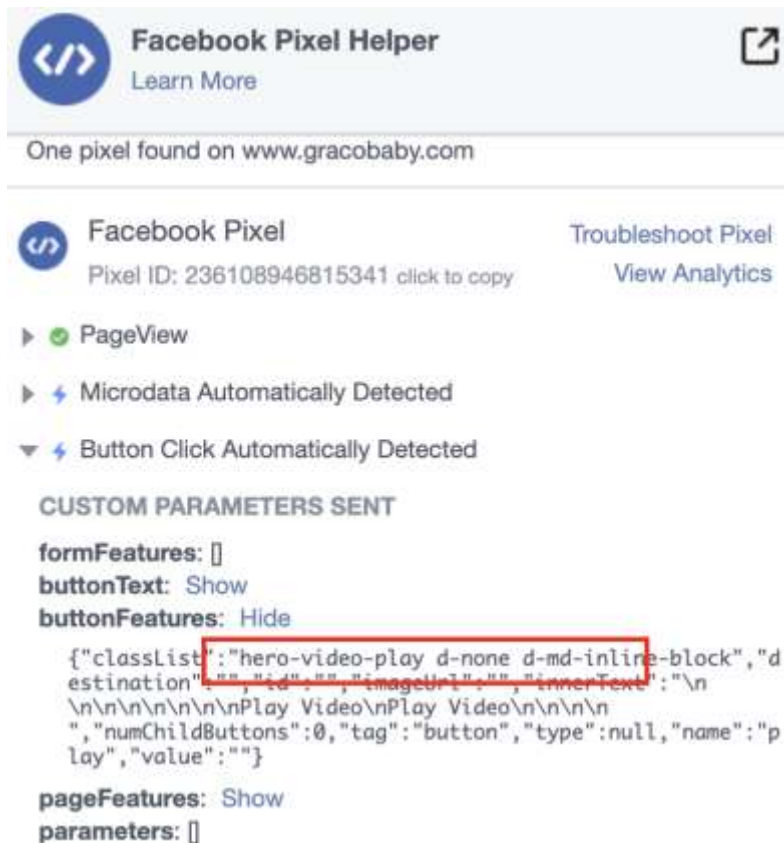 Facebook Pixel Helper
Learn More
One pixel found on www.gracobaby.com
Facebook Pixel
Troubleshoot Pixel
Pixel ID: 236108946815341 click to copy
View Analytics
PageView
Microdata Automatically Detected
Button Click Automatically Detected
CUSTOM PARAMETERS SENT
formFeatures: []
buttonText: Show
buttonFeatures: Hide
{"classList":"hero-video-play d-none d-md-inline-block","d
estination":"","id":"","imageUrl":"","innerText":"\n
\n\n\n\n\n\n\nPlay Video\nPlay Video\n\n\n\n
","numChildButtons":0,"tag":"button","type":null,"name":"p
lay","value":""}
pageFeatures: Show
parameters: []